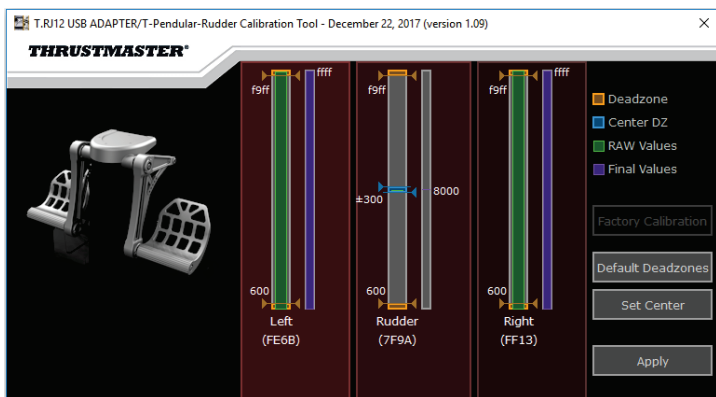 T.RJ12 USB ADAPTER/T-Pendular-Rudder Calibration Tool - December 22, 2017 (version 1.09)
THRUSTMASTER®
ffff
f9ff
600
Left
(FE6B)
f9ff
±300
8000
600
Rudder
(7F9A)
ffff
f9ff
600
Right
(FF13)
Deadzone
Center DZ
RAW Values
Final Values
Factory Calibration
Default Deadzones
Set Center
Apply